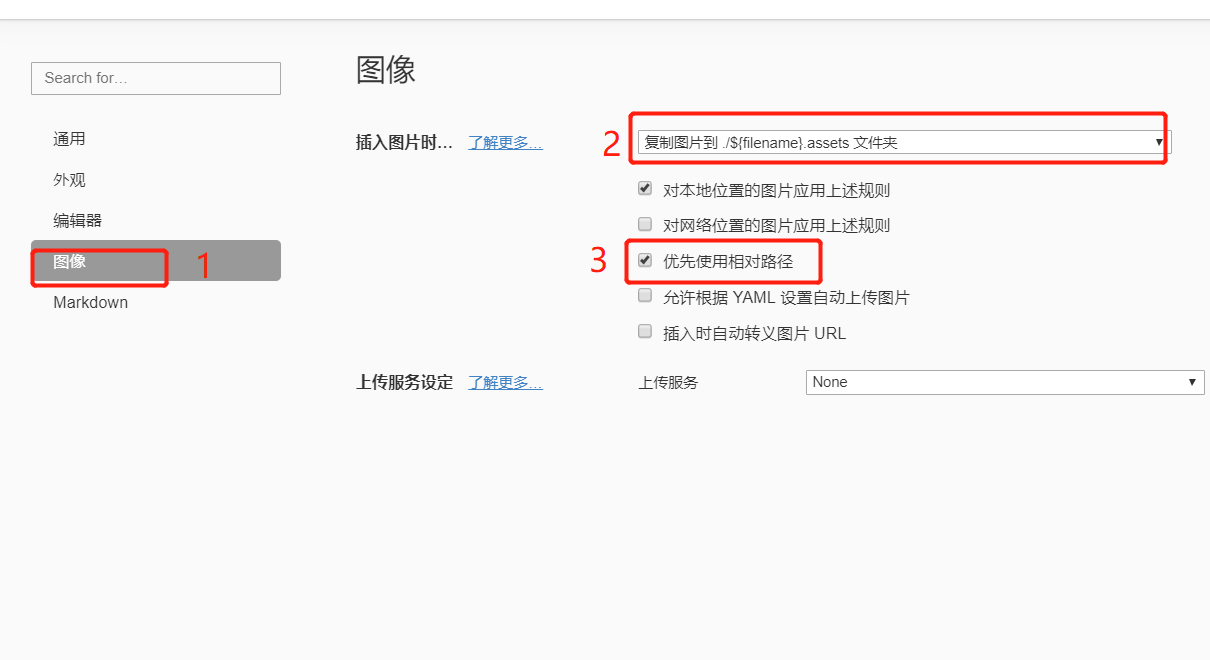 图像
Search for…
通用
外观
编辑器
图像 1
Markdown
插入图片时… 了解更多… 2 复制图片到 ./${filename}.assets 文件夹
对本地位置的图片应用上述规则
对网络位置的图片应用上述规则
3 优先使用相对路径
允许根据 YAML 设置自动上传图片
插入时自动转义图片 URL
上传服务设定 了解更多… 上传服务 None